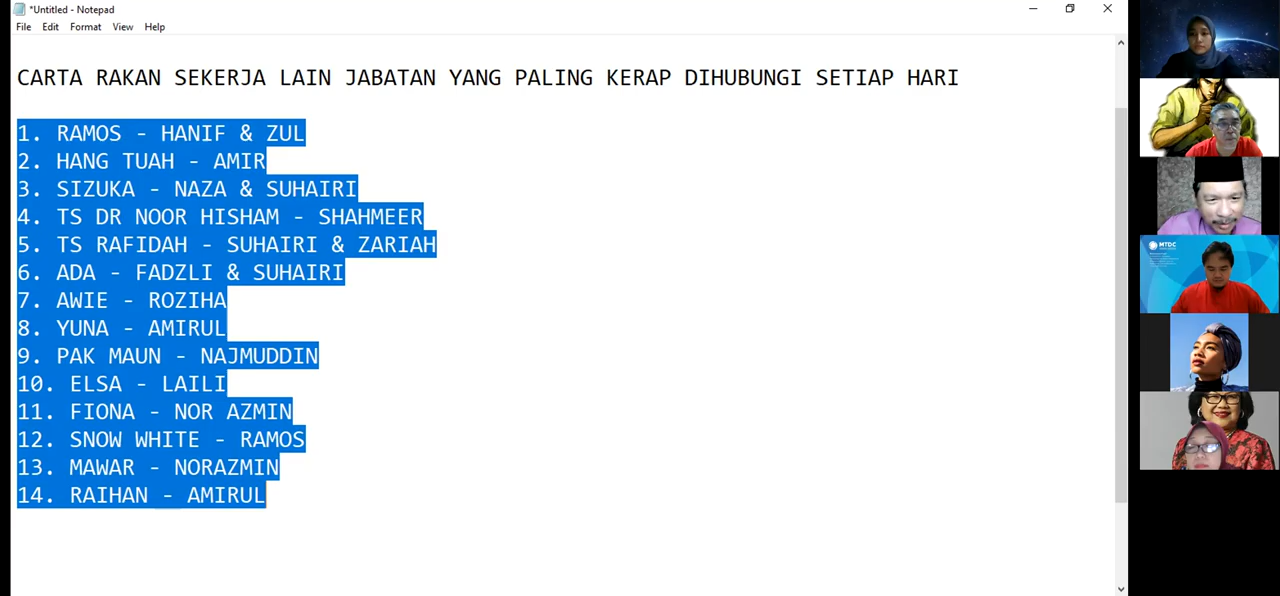 *Untitled - Notepad
File Edit Format View Help
CARTA RAKAN SEKERJA LAIN JABATAN YANG PALING KERAP DIHUBUNGI SETIAP HARI
1. RAMOS - HANIF & ZUL
2. HANG TUAH - AMIR
3. SIZUKA - NAZA & SUHAIRI
4. TS DR NOOR HISHAM - SHAHMEER
5. TS RAFIDAH - SUHAIRI & ZARIAH
6. ADA - FADZLI & SUHAIRI
7. AWIE - ROZIHA
8. YUNA - AMIRUL
9. PAK MAUN - NAJMUDDIN
10. ELSA - LAILI
11. FIONA - NOR AZMIN
12. SNOW WHITE - RAMOS
13. MAWAR - NORAZMIN
14. RAIHAN - AMIRUL
MTDC